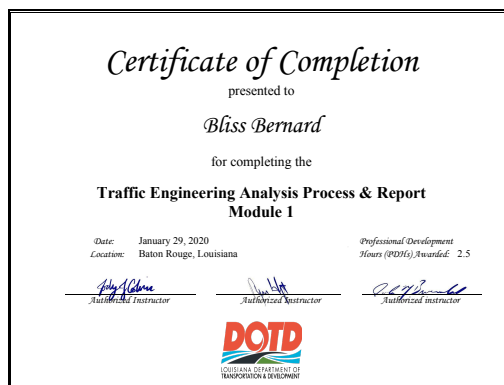 Certificate of Completion
presented to
Bliss Bernard
for completing the
Traffic Engineering Analysis Process & Report
Module 1
Date: January 29, 2020
Location: Baton Rouge, Louisiana
Professional Development
Hours (PDHs) Awarded: 2.5
Authorized Instructor
Authorized Instructor
Authorized instructor
DOTD
LOUISIANA DEPARTMENT OF
TRANSPORTATION & DEVELOPMENT